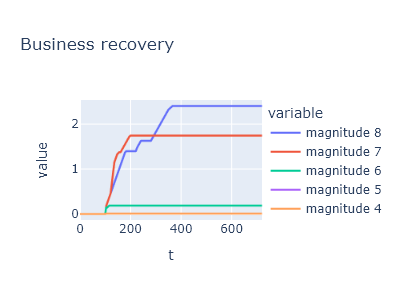 Business recovery
variable
magnitude 8
magnitude 7
magnitude 6
magnitude 5
magnitude 4
value
2
1
0
0 200 400 600
t